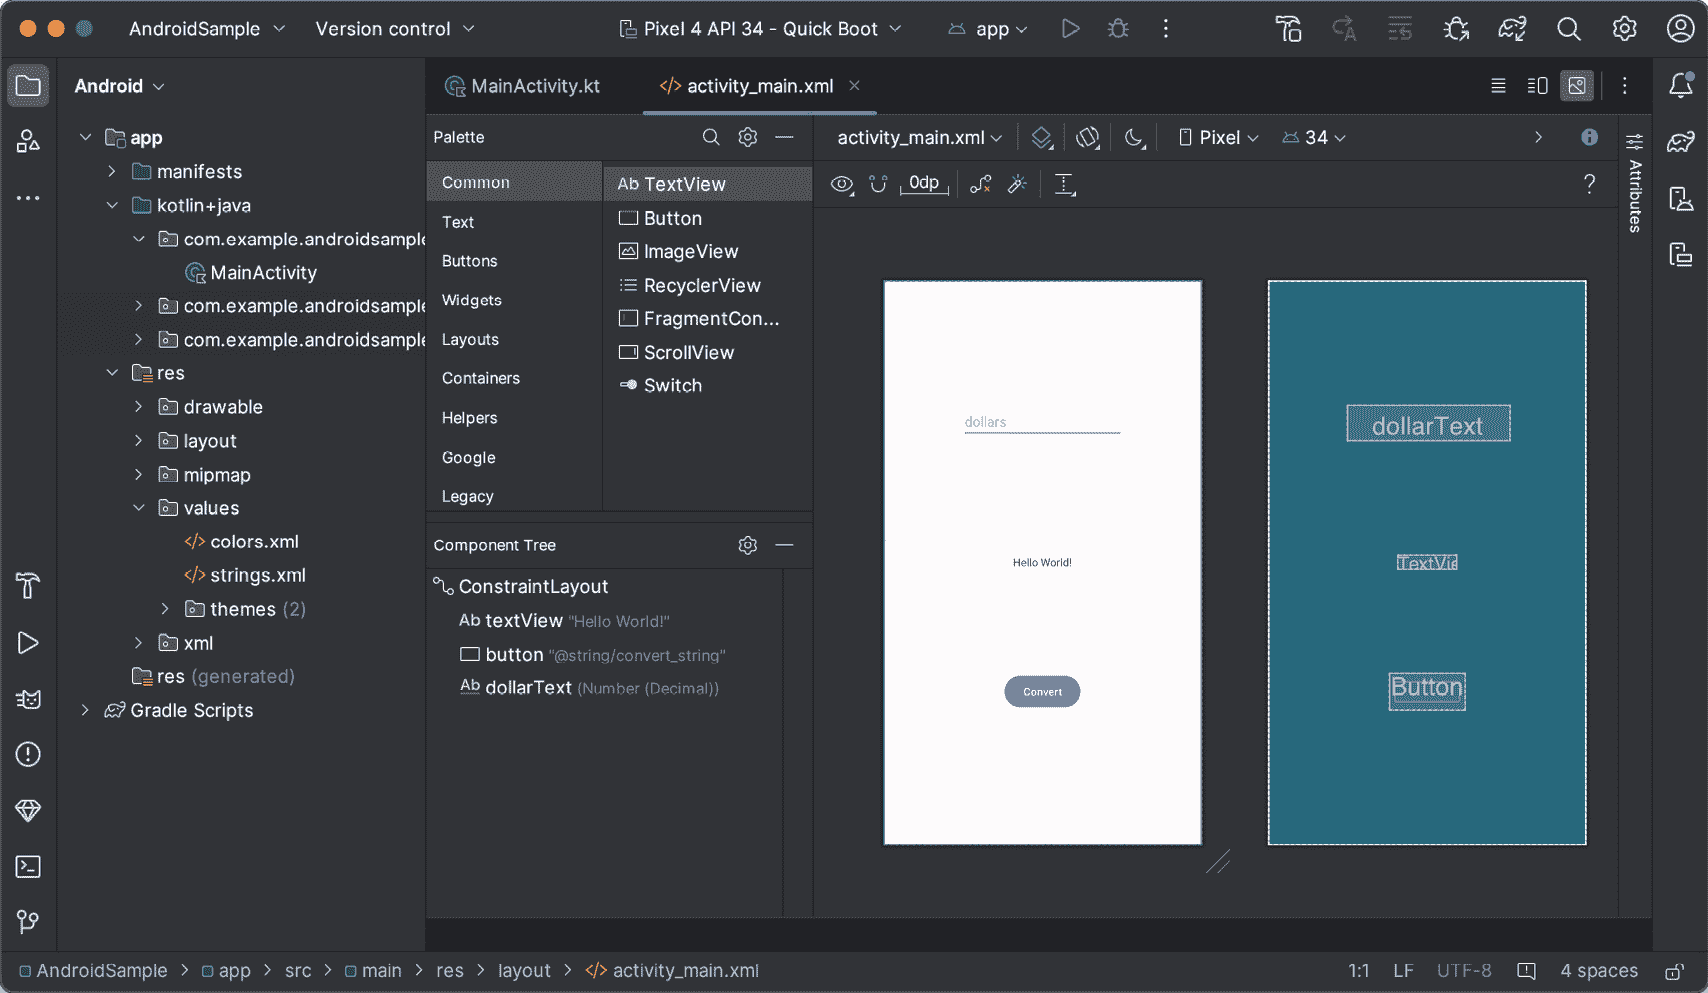 AndroidSample
Version control
Pixel 4 API 34 - Quick Boot
app
Android
app
manifests
kotlin+java
com.example.androidsample
MainActivity
com.example.androidsample
com.example.androidsample
res
drawable
layout
mipmap
values
colors.xml
strings.xml
themes (2)
xml
res (generated)
Gradle Scripts
MainActivity.kt
activity_main.xml
Palette
Common
Text
Buttons
Widgets
Layouts
Containers
Helpers
Google
Legacy
Ab TextView
Button
ImageView
RecyclerView
FragmentCon...
ScrollView
Switch
Component Tree
ConstraintLayout
Ab textView "Hello World!"
button "@string/convert_string"
Ab dollarText (Number (Decimal))
activity_main.xml
Pixel
34
0dp
?
Attributes
dollars
Hello World!
Convert
dollarText
TextVie
Button
AndroidSample > app > src > main > res > layout > activity_main.xml
1:1 LF UTF-8 4 spaces